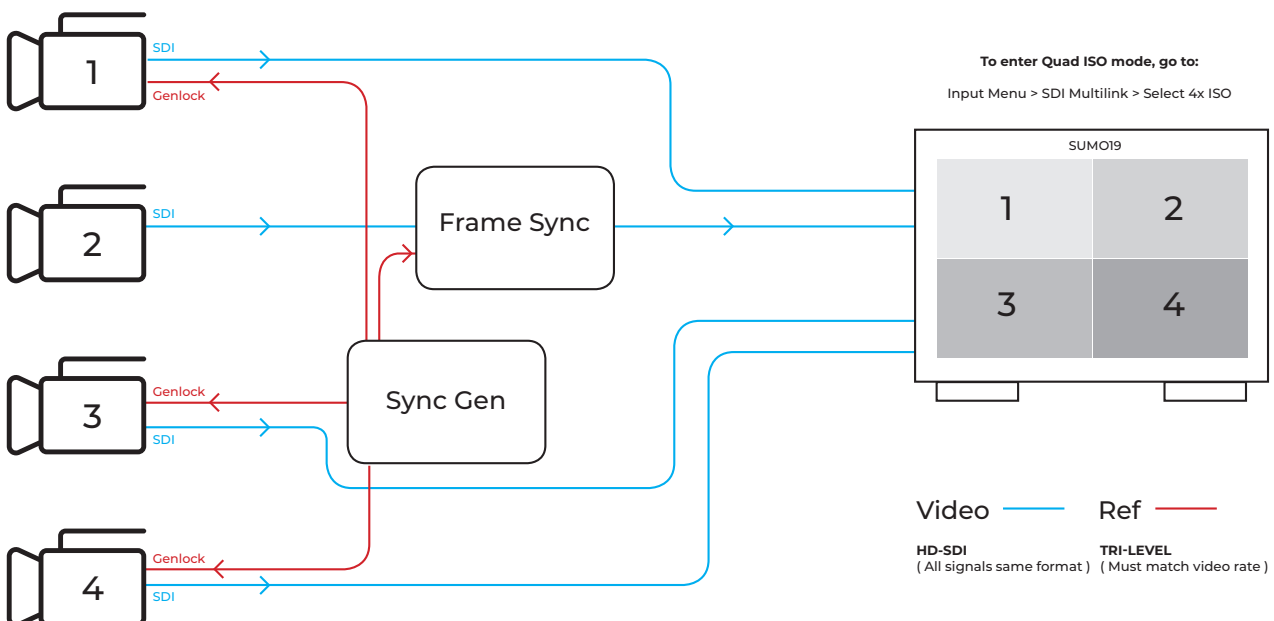 1
SDI
Genlock
To enter Quad ISO mode, go to:
Input Menu > SDI Multilink > Select 4x ISO
SUMO19
1
2
3
4
2
SDI
Frame Sync
3
Genlock
SDI
Sync Gen
4
Genlock
SDI
Video
Ref
HD-SDI
( All signals same format )
TRI-LEVEL
( Must match video rate )